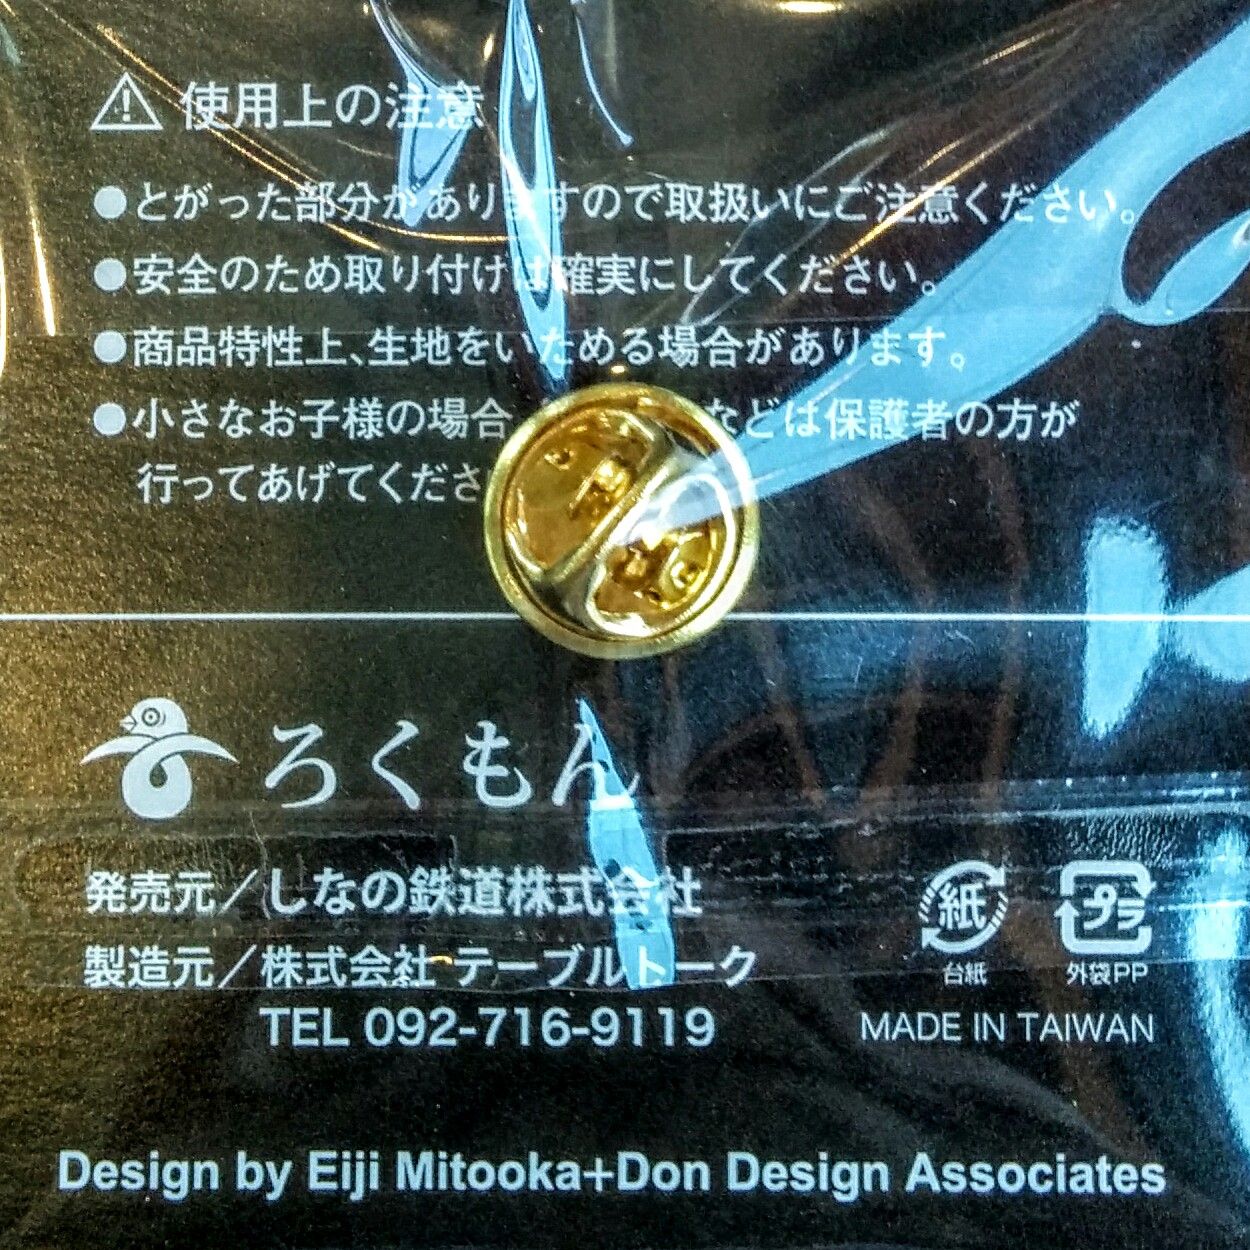 ⚠ 使用上の注意
●とがった部分がありますので取扱いにご注意ください。
●安全のため取り付けは確実にしてください。
●商品特性上、生地をいためる場合があります。
●小さなお子様の場合 などは保護者の方が
行ってあげてくださ
ろくもん
発売元／しなの鉄道株式会社
製造元／株式会社 テーブルトーク
TEL 092-716-9119
紙 プラ
台紙 外袋PP
MADE IN TAIWAN
Design by Eiji Mitooka+Don Design Associates